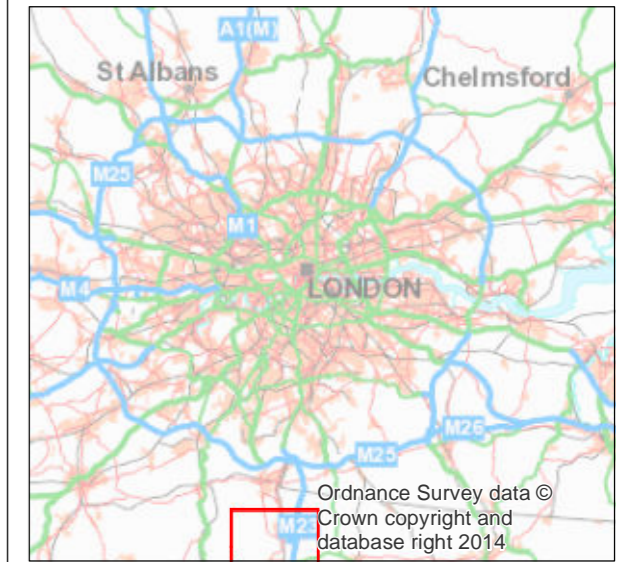 A1(M)
St Albans
Chelmsford
M25
M1
M4
LONDON
M26
M25
M23
Ordnance Survey data ©
Crown copyright and
database right 2014